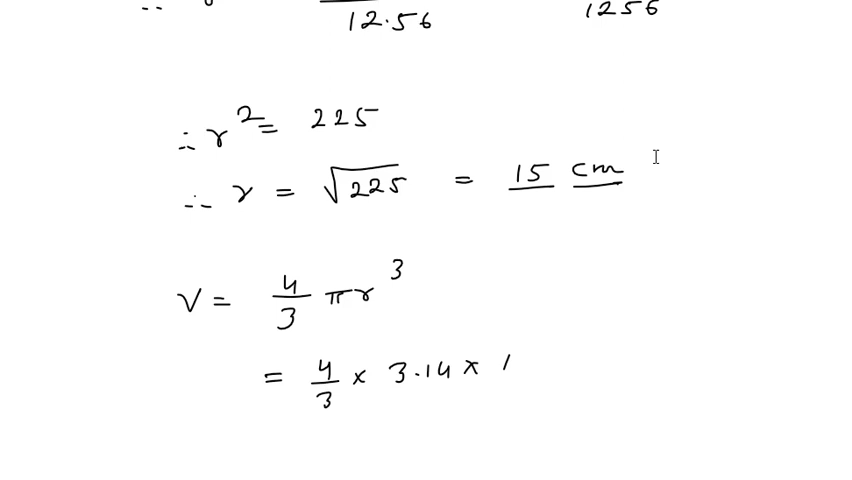 ∴
12.56 1256
∴ r² = 225
∴ r = √225 = 15 cm
V = 4/3 πr³
= 4/3 × 3.14 × 1